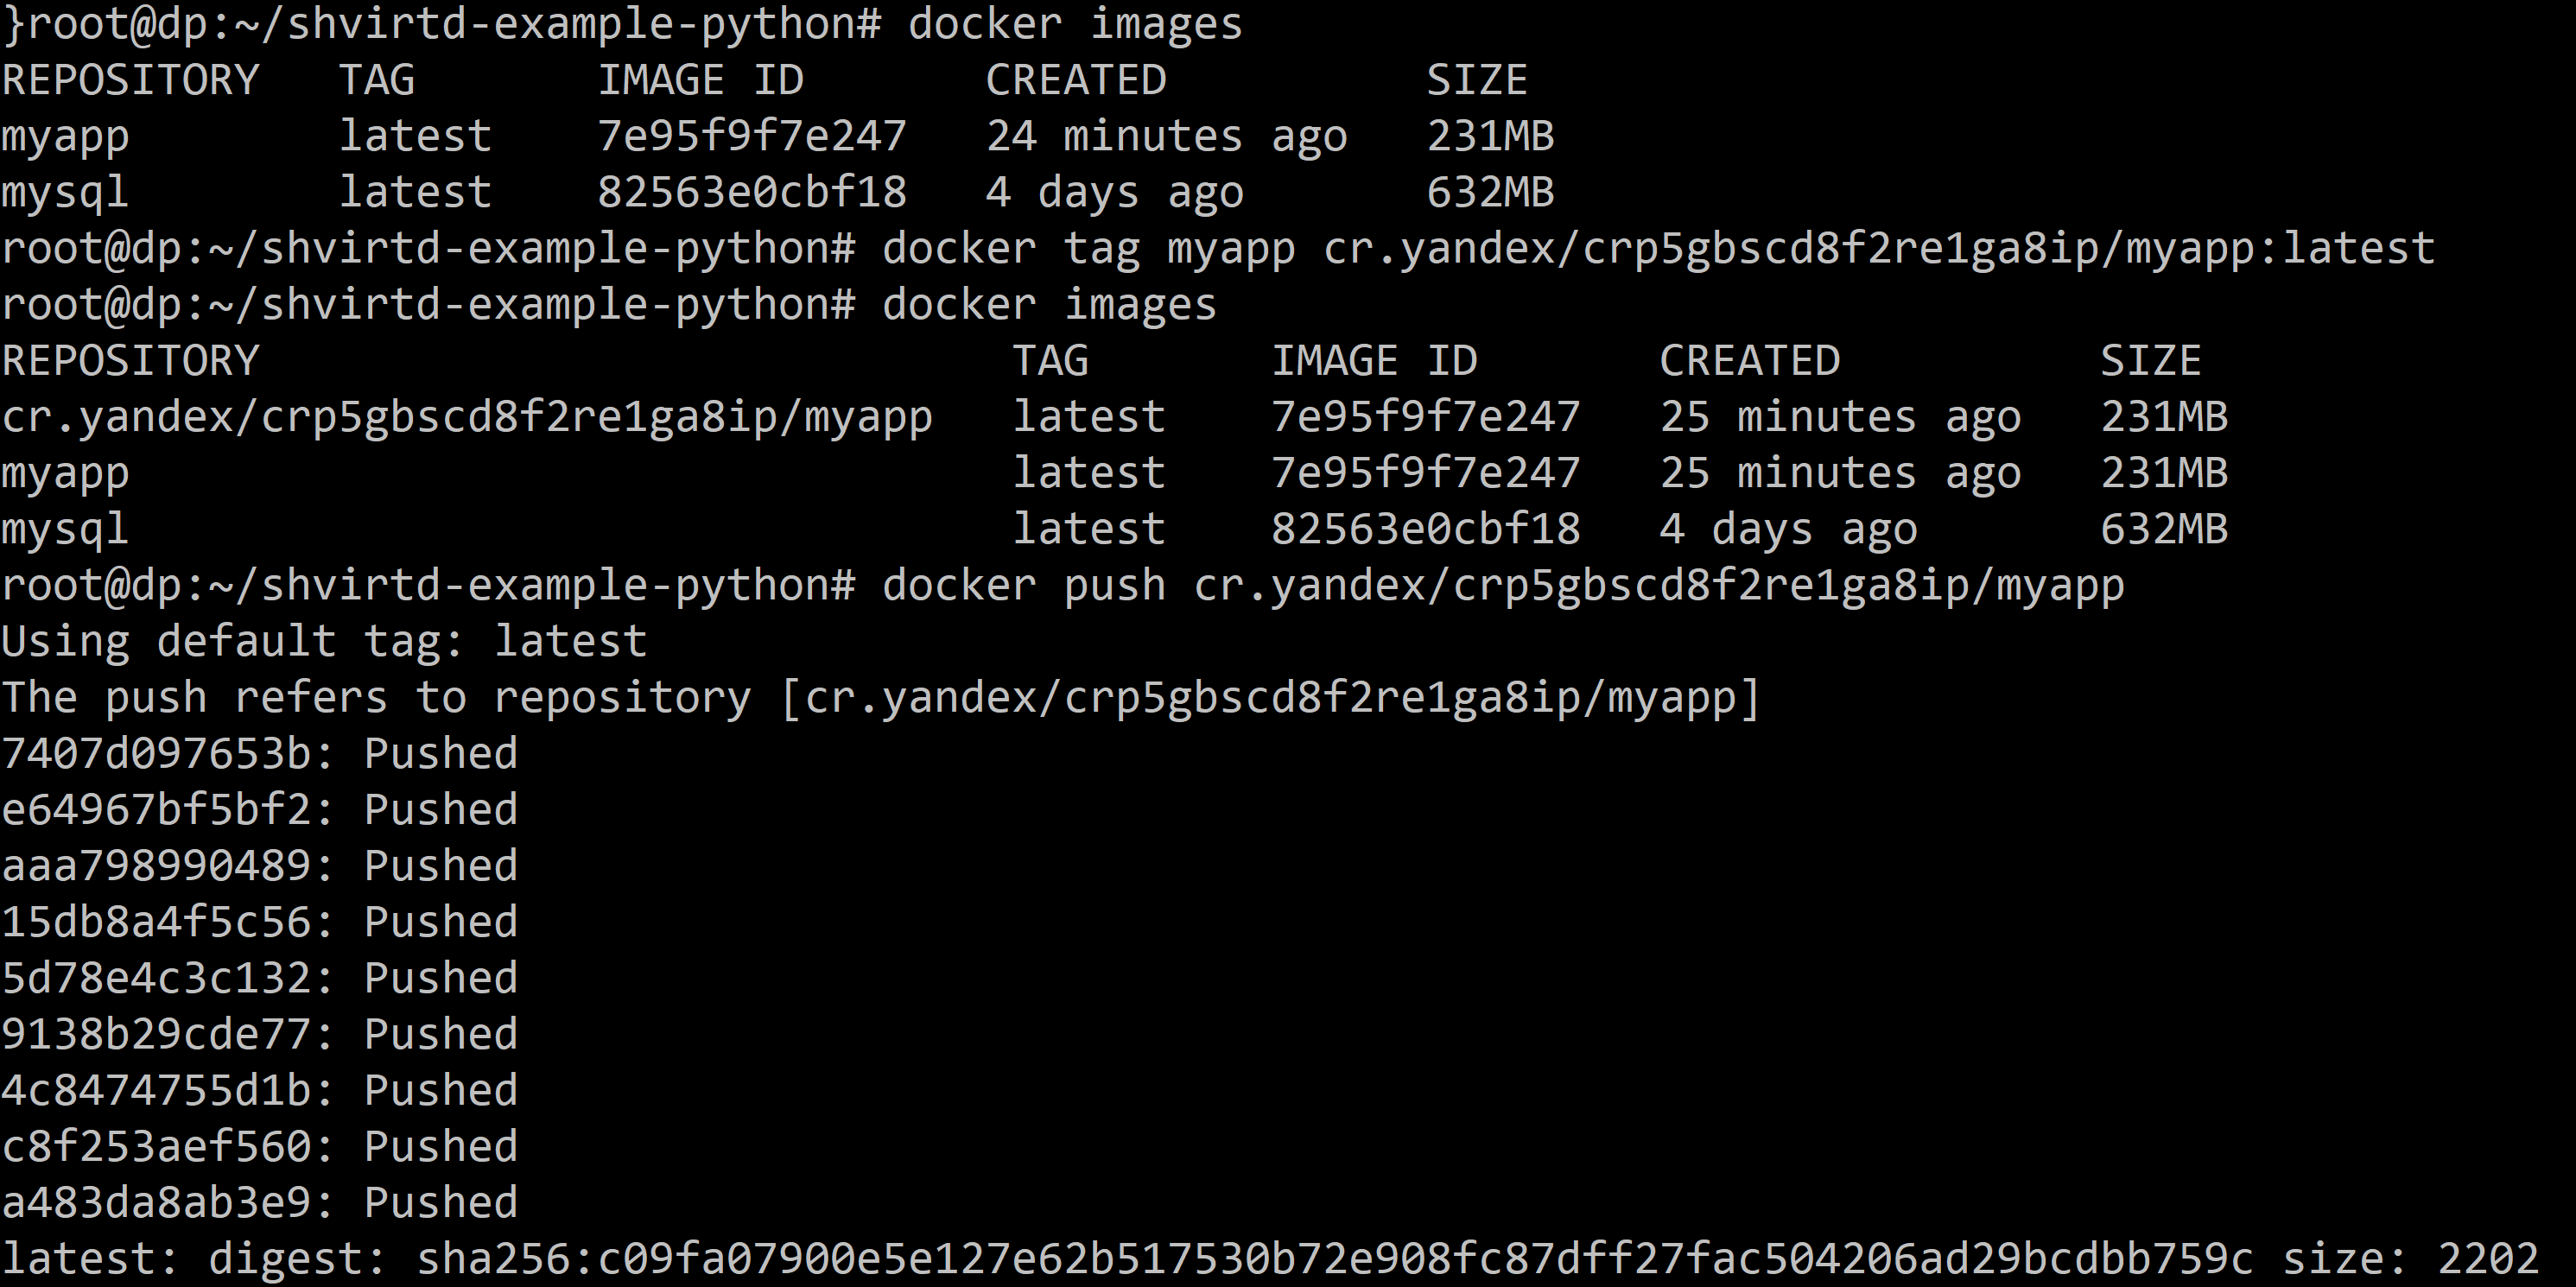 }root@dp:~/shvirtd-example-python# docker images
REPOSITORY   TAG       IMAGE ID       CREATED          SIZE
myapp        latest    7e95f9f7e247   24 minutes ago   231MB
mysql        latest    82563e0cbf18   4 days ago       632MB
root@dp:~/shvirtd-example-python# docker tag myapp cr.yandex/crp5gbscd8f2re1ga8ip/myapp:latest
root@dp:~/shvirtd-example-python# docker images
REPOSITORY                             TAG       IMAGE ID       CREATED          SIZE
cr.yandex/crp5gbscd8f2re1ga8ip/myapp   latest    7e95f9f7e247   25 minutes ago   231MB
myapp                                  latest    7e95f9f7e247   25 minutes ago   231MB
mysql                                  latest    82563e0cbf18   4 days ago       632MB
root@dp:~/shvirtd-example-python# docker push cr.yandex/crp5gbscd8f2re1ga8ip/myapp
Using default tag: latest
The push refers to repository [cr.yandex/crp5gbscd8f2re1ga8ip/myapp]
7407d097653b: Pushed
e64967bf5bf2: Pushed
aaa798990489: Pushed
15db8a4f5c56: Pushed
5d78e4c3c132: Pushed
9138b29cde77: Pushed
4c8474755d1b: Pushed
c8f253aef560: Pushed
a483da8ab3e9: Pushed
latest: digest: sha256:c09fa07900e5e127e62b517530b72e908fc87dff27fac504206ad29bcdbb759c size: 2202